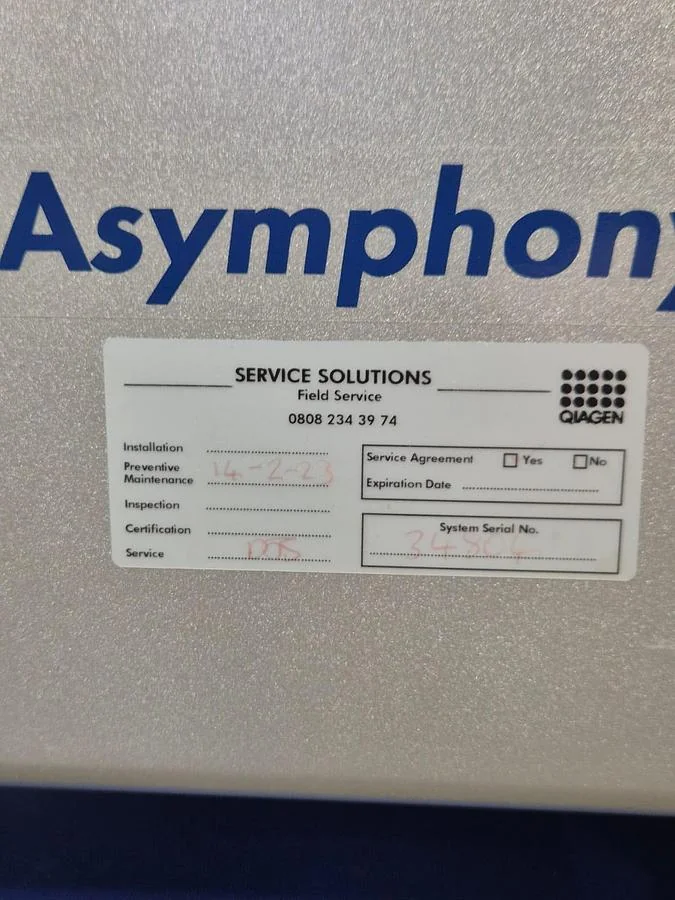 Asymphony
SERVICE SOLUTIONS
Field Service
0808 234 39 74
QIAGEN
Installation
Preventive
Maintenance 14-2-23
Inspection
Certification
Service
Service Agreement Yes No
Expiration Date
System Serial No.